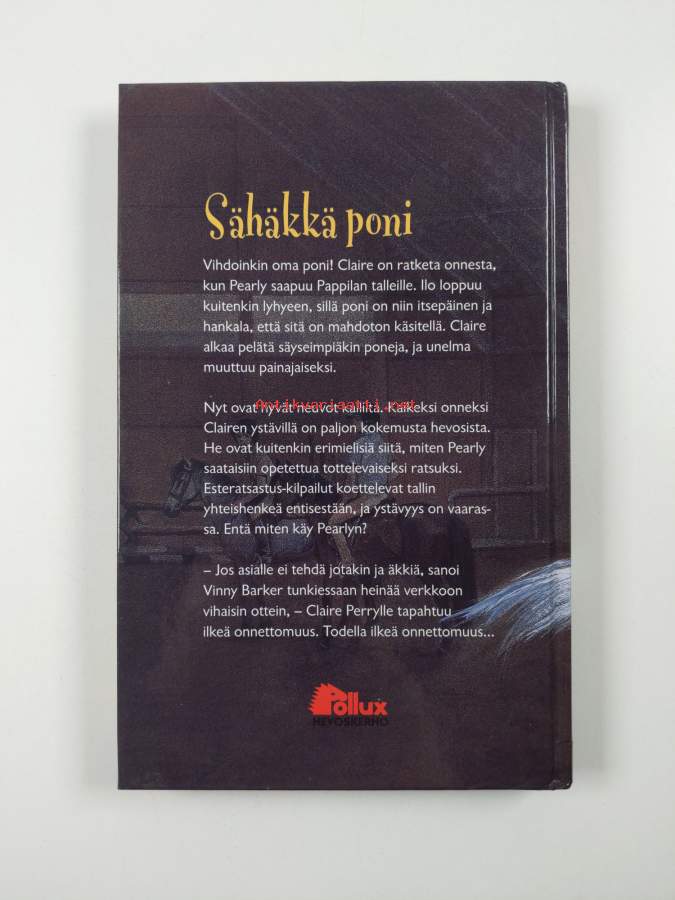 Sähäkkä poni
Vihdoinkin oma poni! Claire on ratketa onnesta,
kun Pearly saapuu Pappilan talleille. Ilo loppuu
kuitenkin lyhyeen, sillä poni on niin itsepäinen ja
hankala, että sitä on mahdoton käsitellä. Claire
alkaa pelätä säyseimpiäkin poneja, ja unelma
muuttuu painajaiseksi.
Antikvariaatti.net
Nyt ovat hyvät neuvot kalliita. Kaikeksi onneksi
Clairen ystävillä on paljon kokemusta hevosista.
He ovat kuitenkin erimielisiä siitä, miten Pearly
saataisiin opetettua tottelevaiseksi ratsuksi.
Esteratsastus-kilpailut koettelevat tallin
yhteishenkeä entisestään, ja ystävyys on vaaras-
sa. Entä miten käy Pearlyn?
– Jos asialle ei tehdä jotakin ja äkkiä, sanoi
Vinny Barker tunkiessaan heinää verkkoon
vihaisin ottein, – Claire Perrylle tapahtuu
ilkeä onnettomuus. Todella ilkeä onnettomuus...
Pollux
HEVOSKERHO